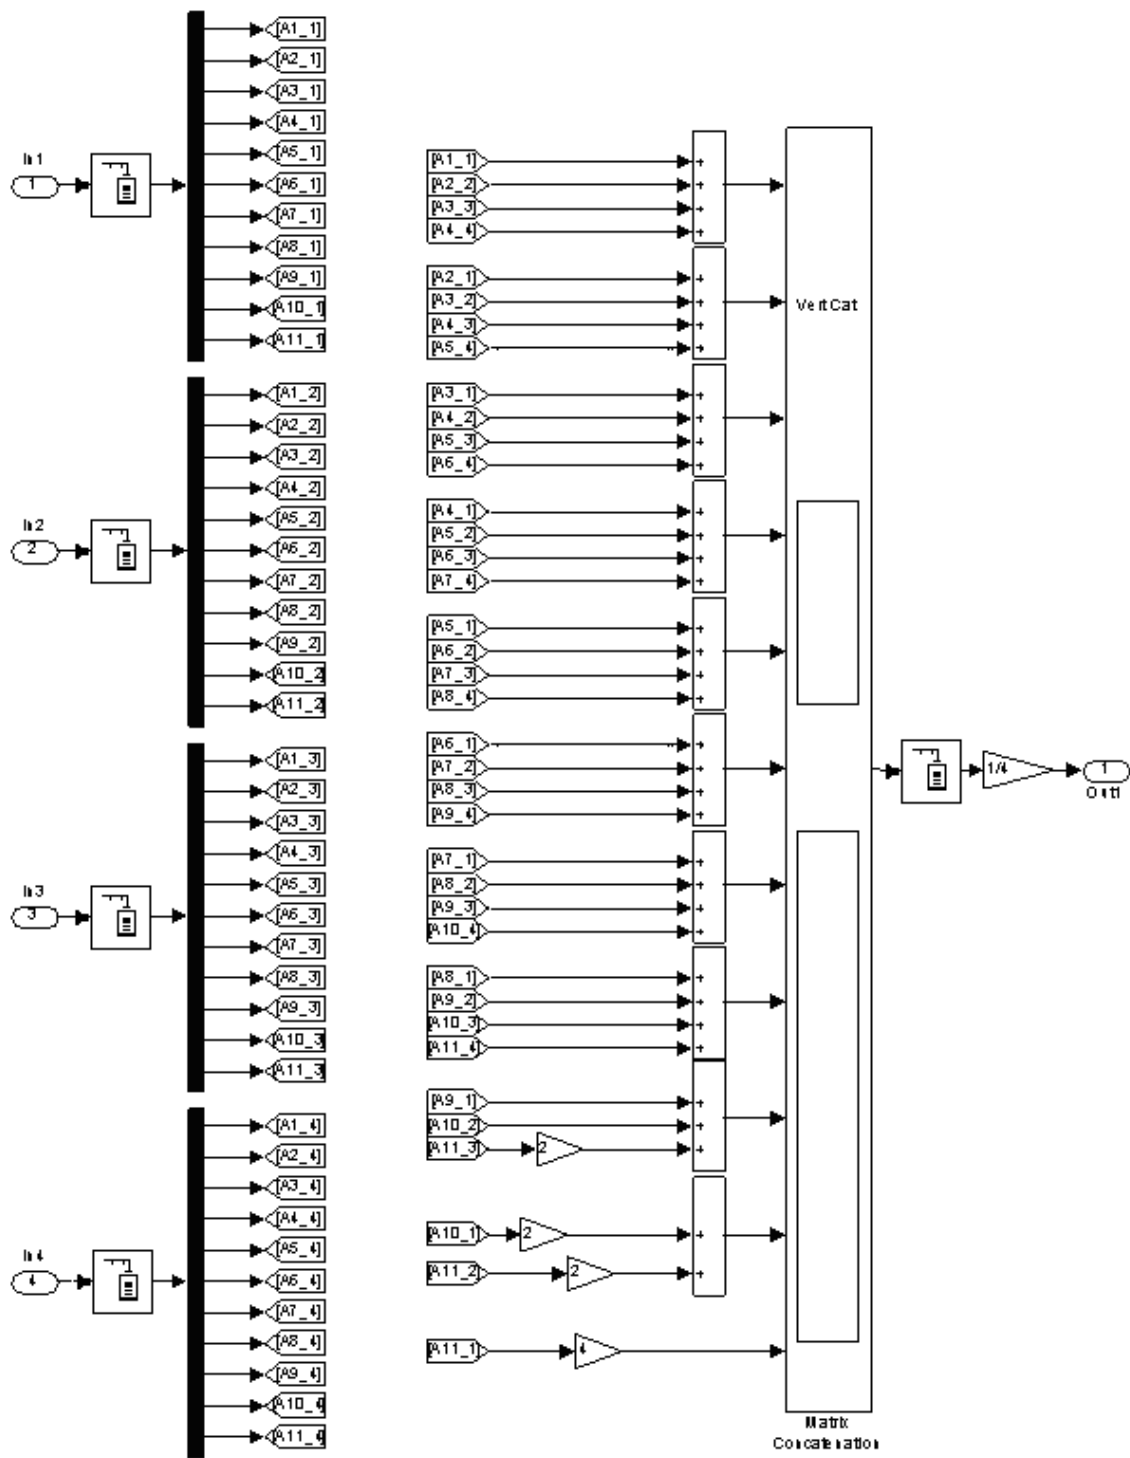 In1
1
[A1_1]
[A2_1]
[A3_1]
[A4_1]
[A5_1]
[A6_1]
[A7_1]
[A8_1]
[A9_1]
[A10_1]
[A11_1]
In2
2
[A1_2]
[A2_2]
[A3_2]
[A4_2]
[A5_2]
[A6_2]
[A7_2]
[A8_2]
[A9_2]
[A10_2]
[A11_2]
In3
3
[A1_3]
[A2_3]
[A3_3]
[A4_3]
[A5_3]
[A6_3]
[A7_3]
[A8_3]
[A9_3]
[A10_3]
[A11_3]
In4
4
[A1_4]
[A2_4]
[A3_4]
[A4_4]
[A5_4]
[A6_4]
[A7_4]
[A8_4]
[A9_4]
[A10_4]
[A11_4]
[A1_1] +
[A2_2] +
[A3_3] +
[A4_4] +
[A2_1] +
[A3_2] +
[A4_3] +
[A5_4] +
[A3_1] +
[A4_2] +
[A5_3] +
[A6_4] +
[A4_1] +
[A5_2] +
[A6_3] +
[A7_4] +
[A5_1] +
[A6_2] +
[A7_3] +
[A8_4] +
[A6_1] +
[A7_2] +
[A8_3] +
[A9_4] +
[A7_1] +
[A8_2] +
[A9_3] +
[A10_4] +
[A8_1] +
[A9_2] +
[A10_3] +
[A11_4] +
[A9_1] +
[A10_2] +
[A11_3] 2 +
[A10_1] 2 +
[A11_2] 2 +
[A11_1] 4
VertCat
Matrix
Concatenation
1/4
1
Out1